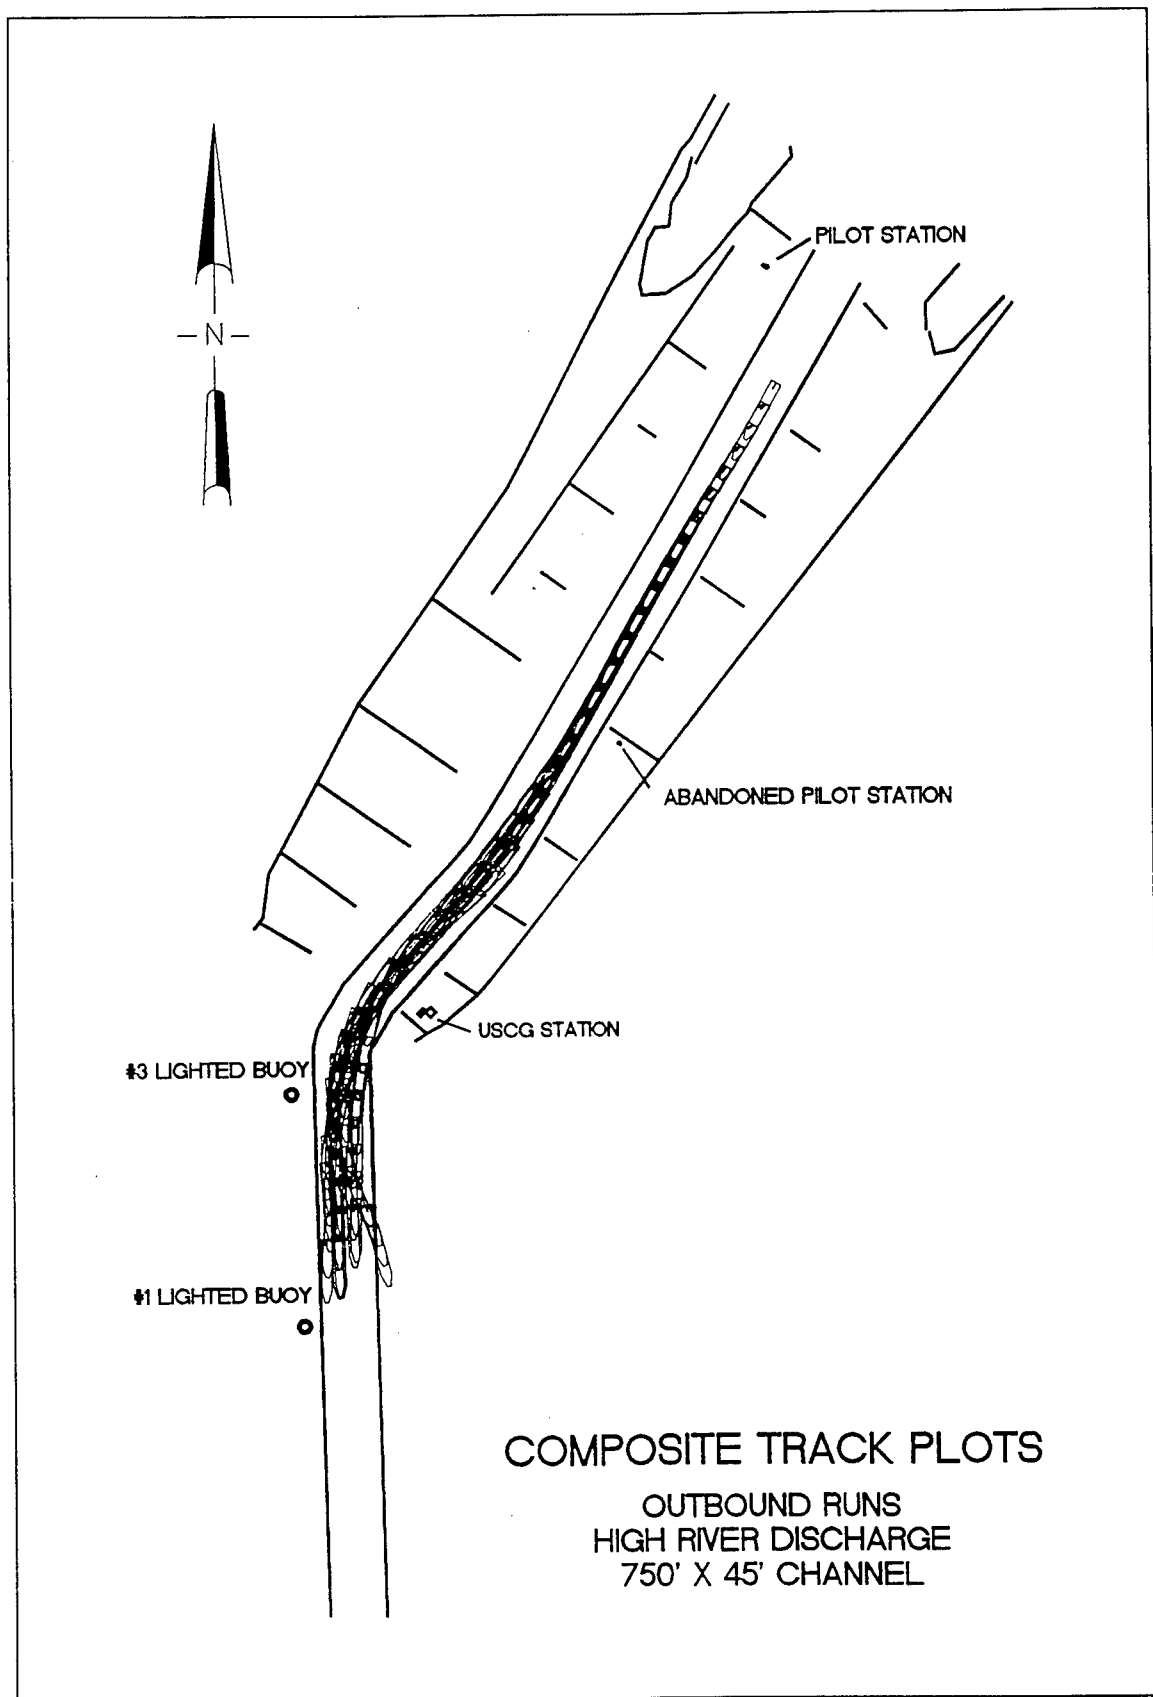 PILOT STATION
-N-
ABANDONED PILOT STATION
USCG STATION
#3 LIGHTED BUOY
#1 LIGHTED BUOY
COMPOSITE TRACK PLOTS
OUTBOUND RUNS
HIGH RIVER DISCHARGE
750' X 45' CHANNEL